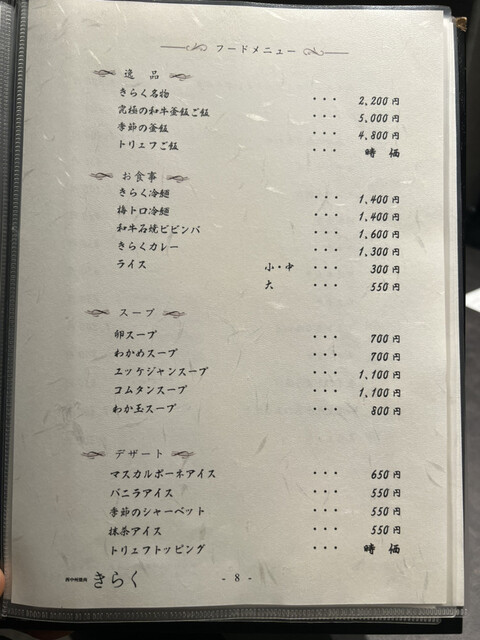 フードメニュー
逸品
きらく名物 ・・・ 2,200円
究極の和牛釜飯ご飯 ・・・ 5,000円
季節の釜飯 ・・・ 4,800円
トリュフご飯 ・・・ 時価
お食事
きらく冷麺 ・・・ 1,400円
梅トロ冷麺 ・・・ 1,400円
和牛石焼ビビンバ ・・・ 1,600円
きらくカレー ・・・ 1,300円
ライス 小・中 ・・・ 300円
大 ・・・ 550円
スープ
卵スープ ・・・ 700円
わかめスープ ・・・ 700円
ユッケジャンスープ ・・・ 1,100円
コムタンスープ ・・・ 1,100円
わか玉スープ ・・・ 800円
デザート
マスカルポーネアイス ・・・ 650円
バニラアイス ・・・ 550円
季節のシャーベット ・・・ 550円
抹茶アイス ・・・ 550円
トリュフトッピング ・・・ 時価
きらく
- 8 -